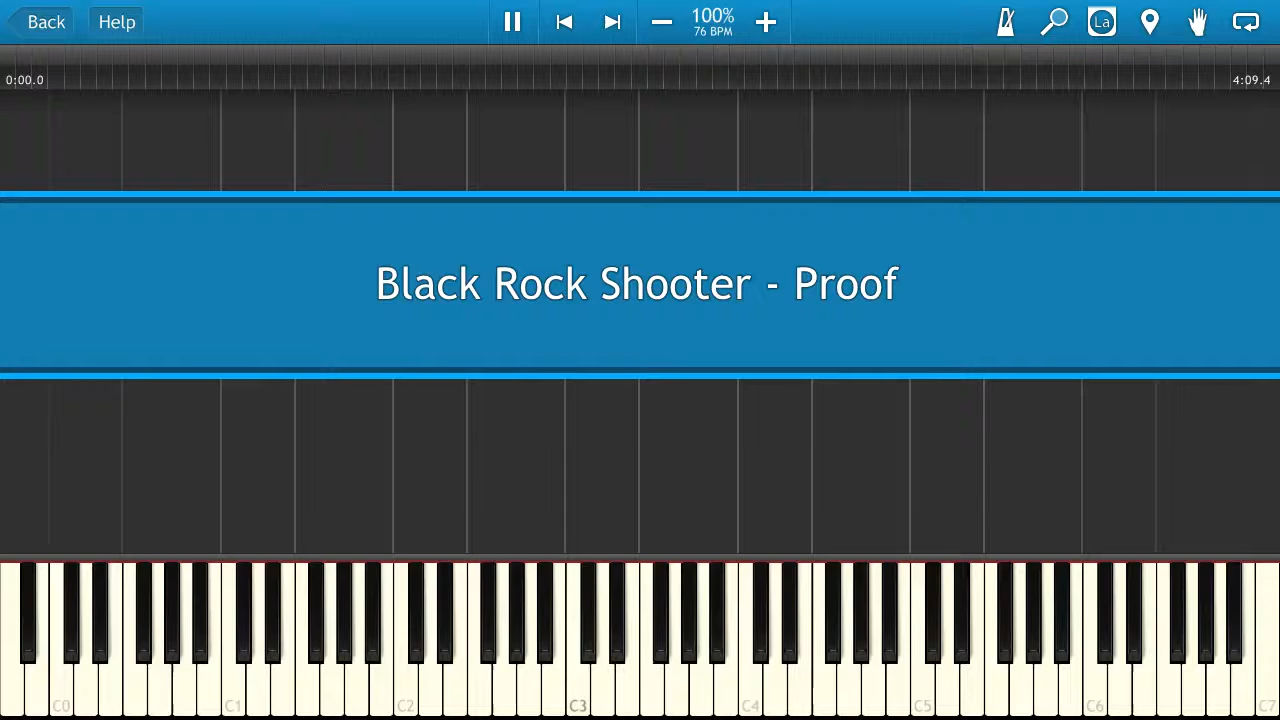 Back Help 100% La
76 BPM
0:00.0 4:09.4
Black Rock Shooter - Proof
C0 C1 C2 C3 C4 C5 C6 C7